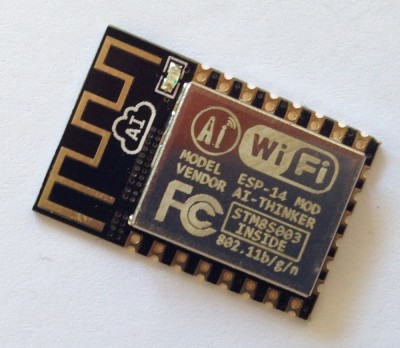 AI
Ai WiFi
MODEL ESP-14 MOD
VENDOR AI-THINKER
FC STM8S003
INSIDE
802.11b/g/n